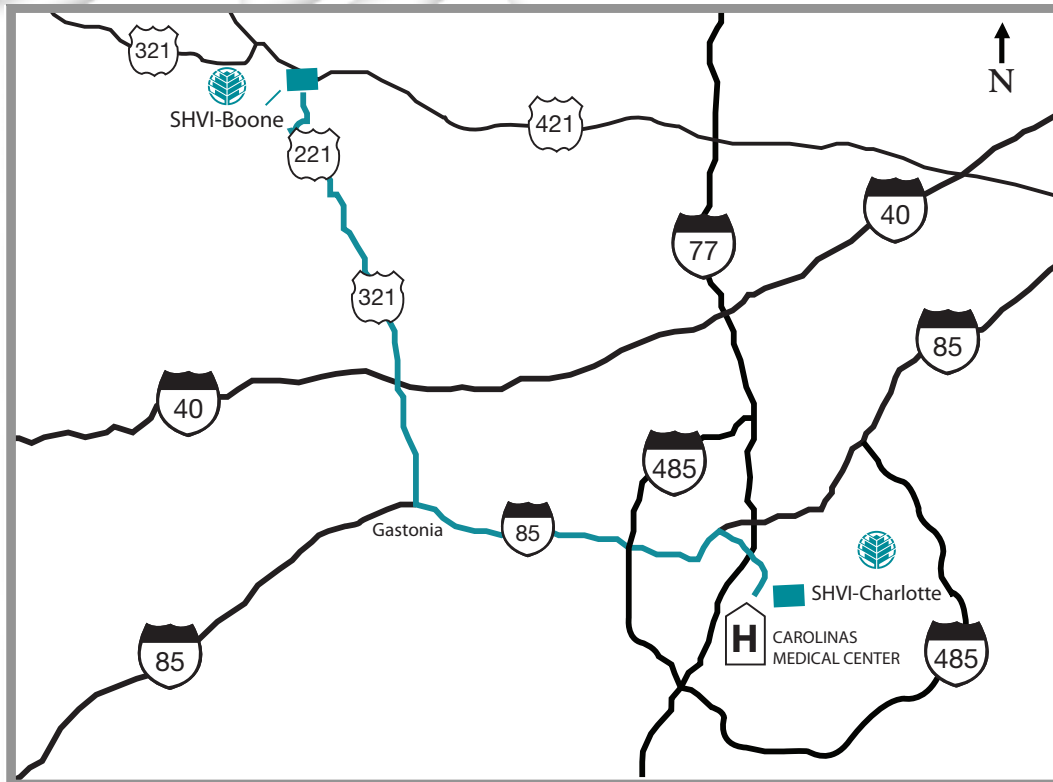 321
N
SHVI-Boone
421
221
40
77
321
85
40
485
Gastonia
85
SHVI-Charlotte
H
CAROLINAS
MEDICAL CENTER
85
485